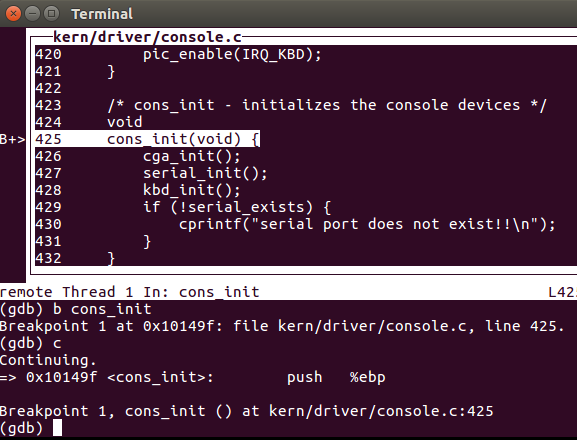 Terminal
kern/driver/console.c
420         pic_enable(IRQ_KBD);
421     }
422
423     /* cons_init - initializes the console devices */
424     void
B+> 425     cons_init(void) {
426         cga_init();
427         serial_init();
428         kbd_init();
429         if (!serial_exists) {
430             cprintf("serial port does not exist!!\n");
431         }
432     }
remote Thread 1 In: cons_init L425
(gdb) b cons_init
Breakpoint 1 at 0x10149f: file kern/driver/console.c, line 425.
(gdb) c
Continuing.
=> 0x10149f <cons_init>:        push   %ebp
Breakpoint 1, cons_init () at kern/driver/console.c:425
(gdb)